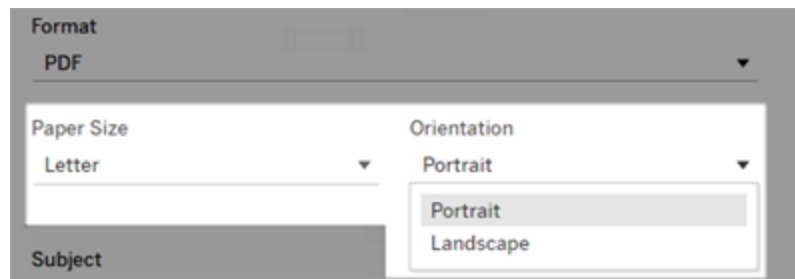 Format
PDF
Paper Size
Orientation
Letter
Portrait
Portrait
Landscape
Subject